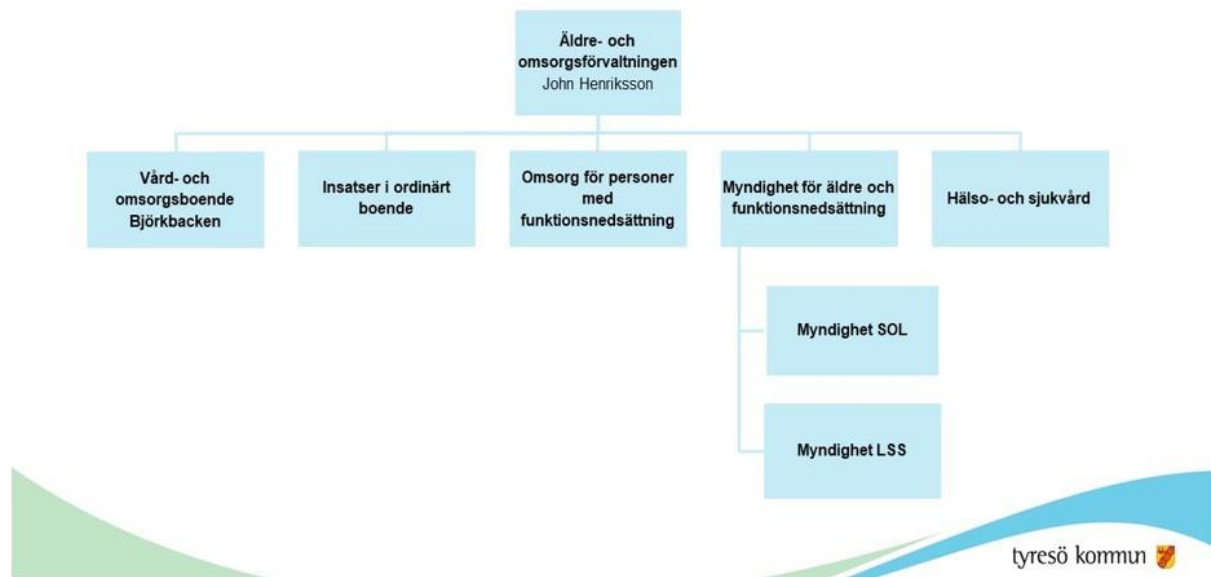 Äldre- och
omsorgsförvaltningen
John Henriksson
Vård- och
omsorgsboende
Björkbacken
Insatser i ordinärt
boende
Omsorg för personer
med
funktionsnedsättning
Myndighet för äldre och
funktionsnedsättning
Hälso- och sjukvård
Myndighet SOL
Myndighet LSS
tyresö kommun